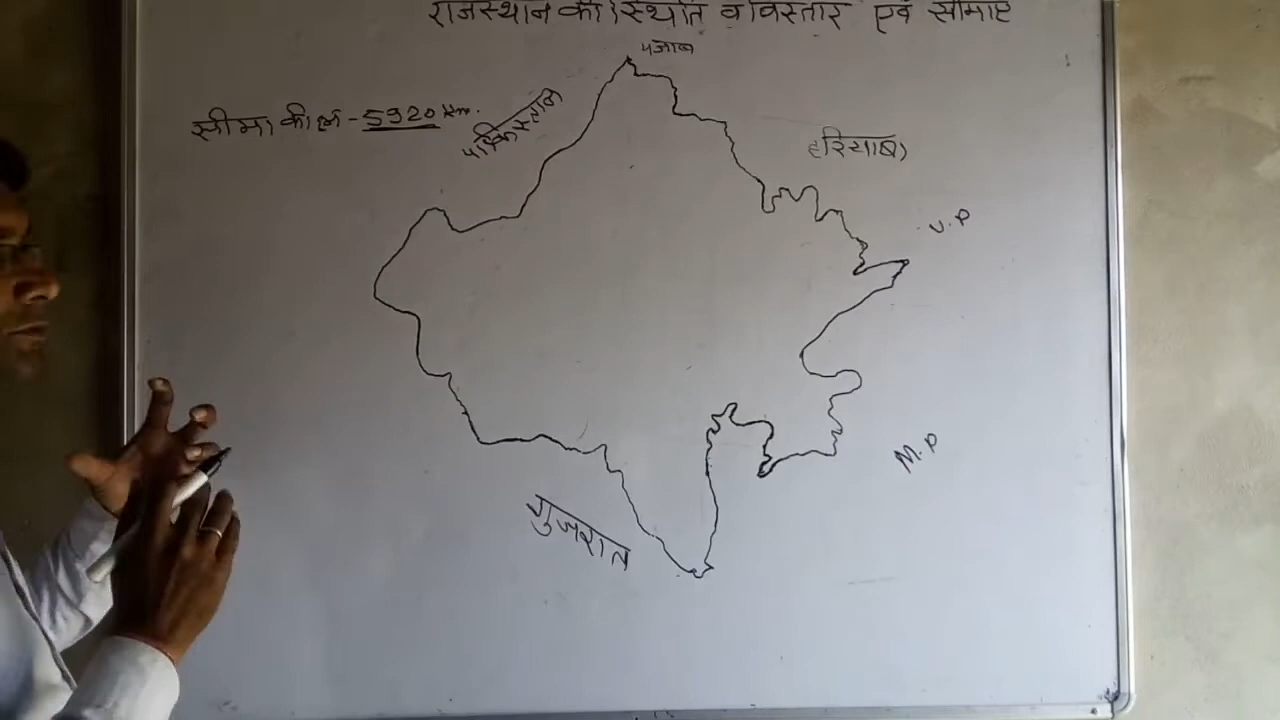 राजस्थान की स्थिति व विस्तार एवं सीमाएं
पंजाब
पाकिस्तान
सीमा की ल॰ - 5920 km.
हरियाणा
U.P
M.P
गुजरात